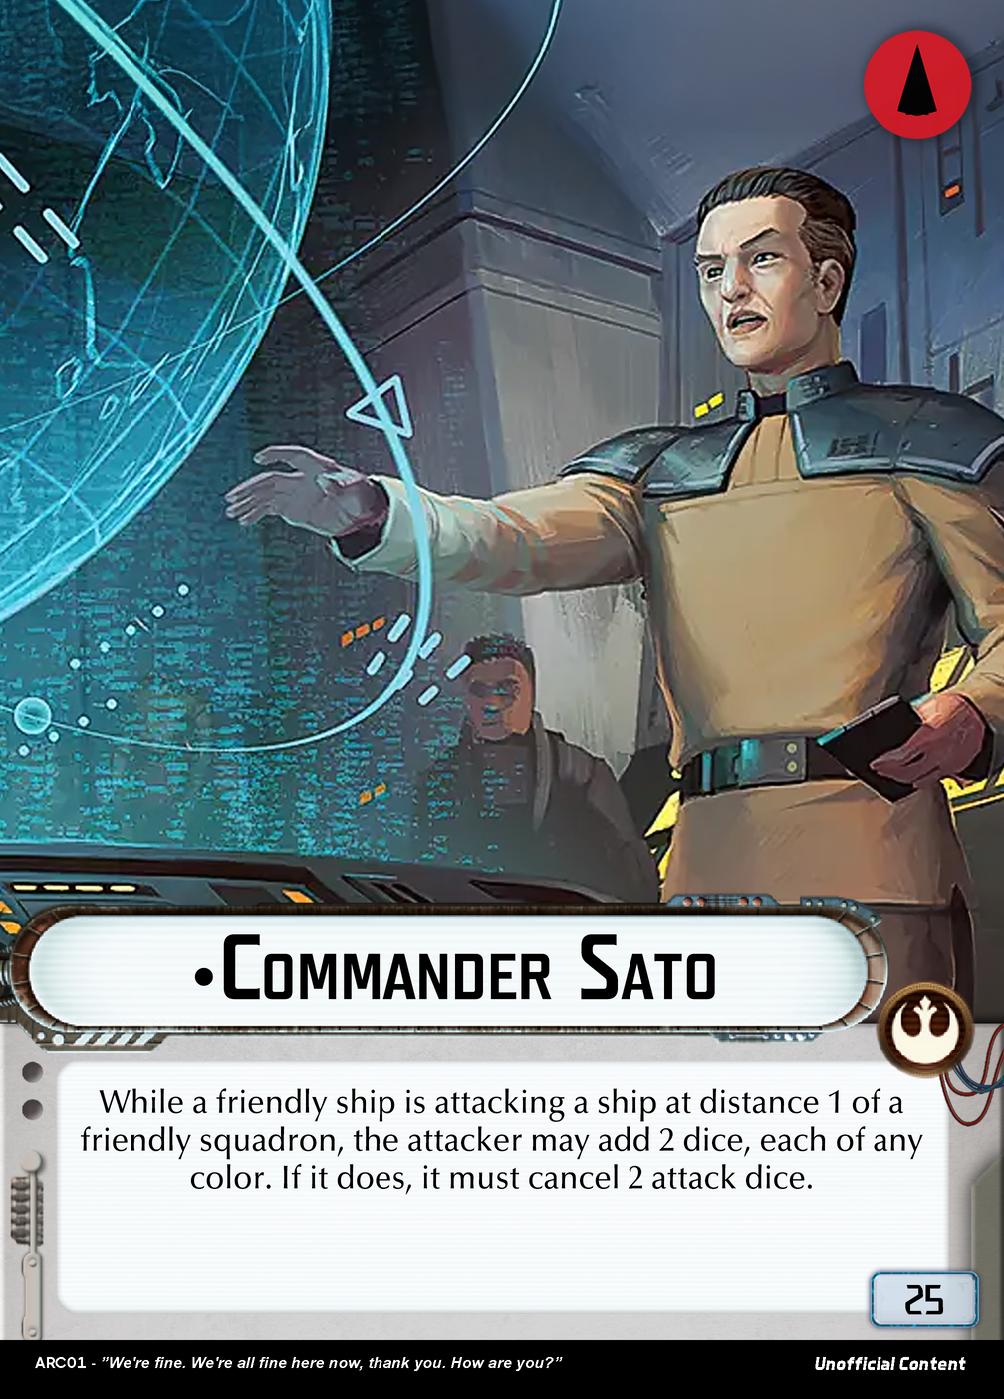 •Commander Sato
While a friendly ship is attacking a ship at distance 1 of a
friendly squadron, the attacker may add 2 dice, each of any
color. If it does, it must cancel 2 attack dice.
25
ARC01 - ”We're fine. We're all fine here now, thank you. How are you?” Unofficial Content